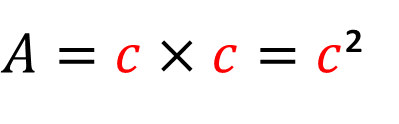 A = c × c = c²